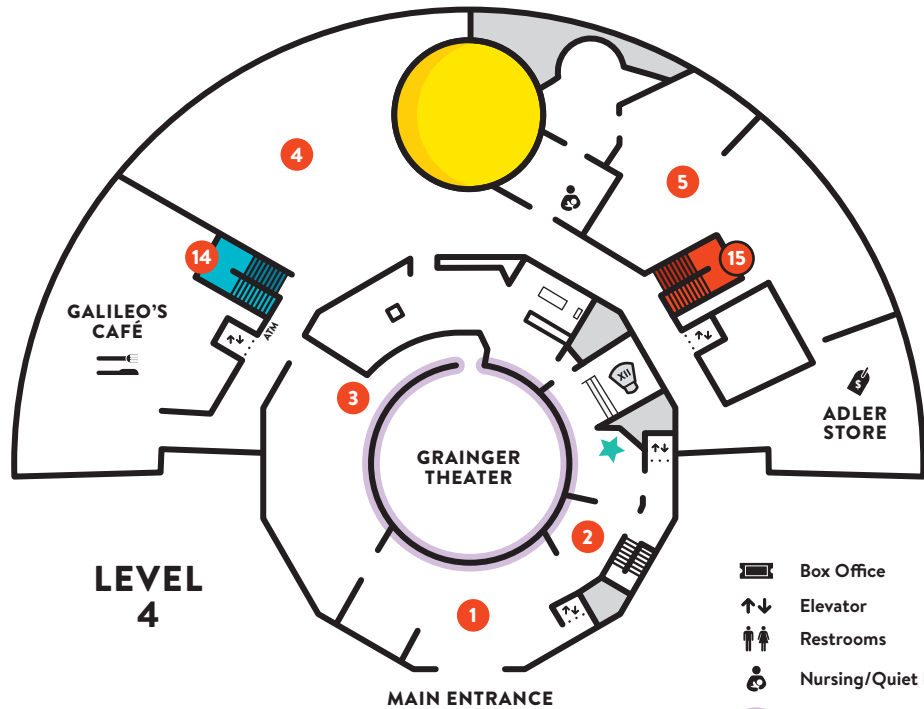 4
5
14
15
GALILEO'S
CAFÉ
ATM
XII
3
$
ADLER
STORE
GRAINGER
THEATER
2
LEVEL
4
1
MAIN ENTRANCE
Box Office
Elevator
Restrooms
Nursing/Quiet